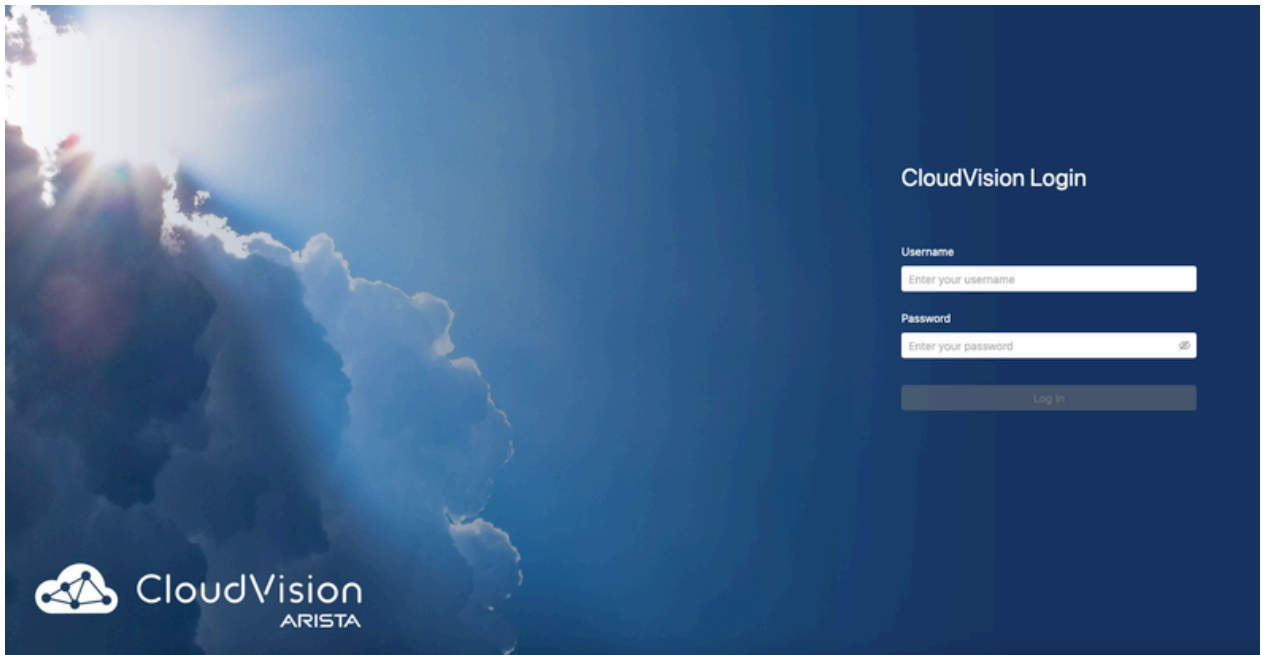 CloudVision Login
Username
Enter your username
Password
Enter your password
Log In
CloudVision
ARISTA